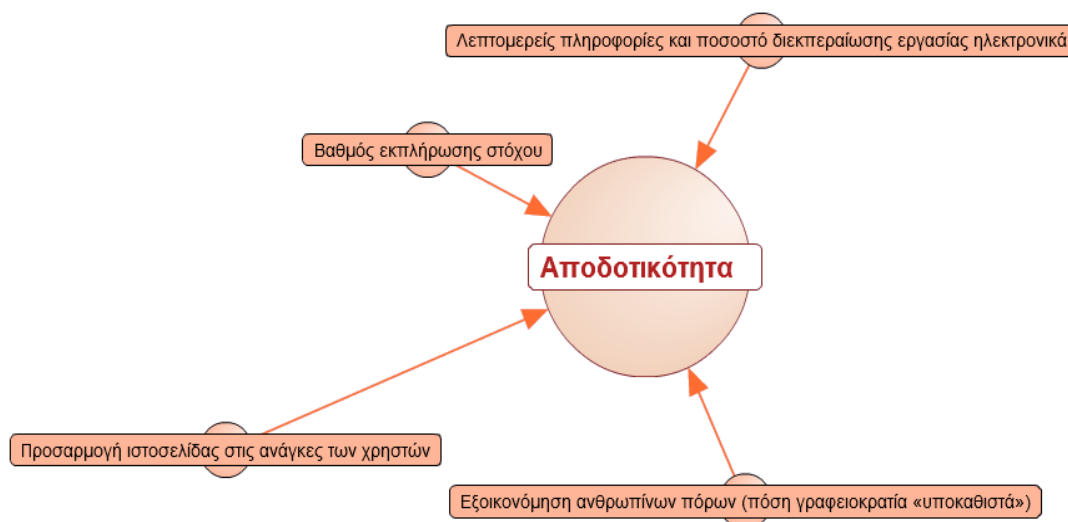 Λεπτομερείς πληροφορίες και ποσοστό διεκπεραίωσης εργασίας ηλεκτρονικά
Βαθμός εκπλήρωσης στόχου
Αποδοτικότητα
Προσαρμογή ιστοσελίδας στις ανάγκες των χρηστών
Εξοικονόμηση ανθρωπίνων πόρων (πόση γραφειοκρατία «υποκαθιστά»)